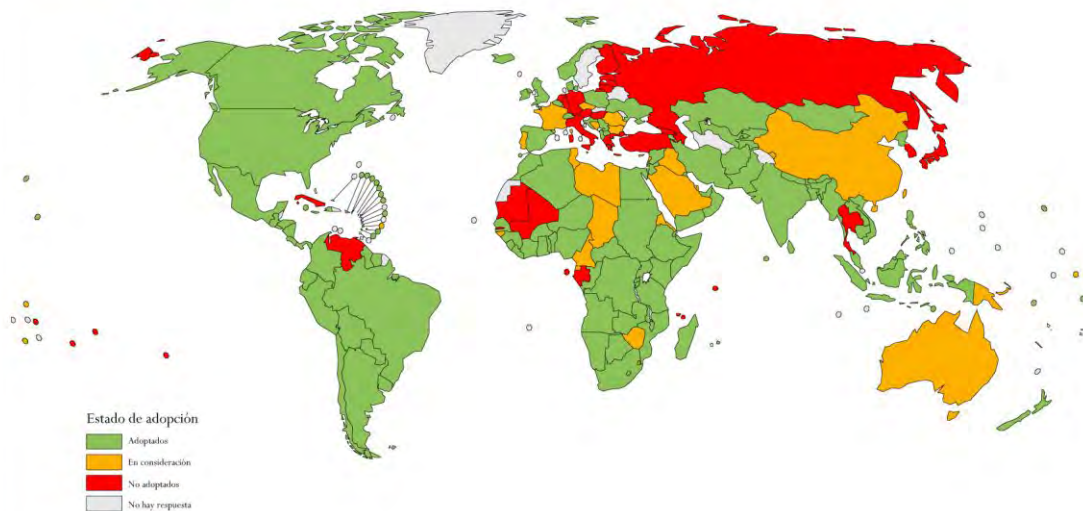 Estado de adopción
Adoptados
En consideración
No adoptados
No hay respuesta